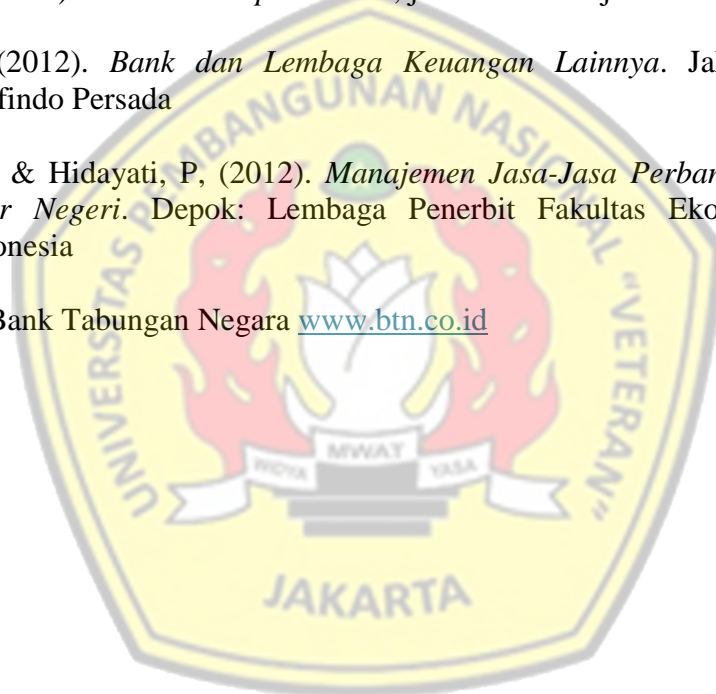 (2012). Bank dan Lembaga Keuangan Lainnya. Ja
findo Persada
& Hidayati, P, (2012). Manajemen Jasa-Jasa Perban
r Negeri. Depok: Lembaga Penerbit Fakultas Eko
onesia
Bank Tabungan Negara www.btn.co.id
UNIVERSITAS PEMBANGUNAN NASIONAL "VETERAN"
WIDYA MWAT YASA
JAKARTA